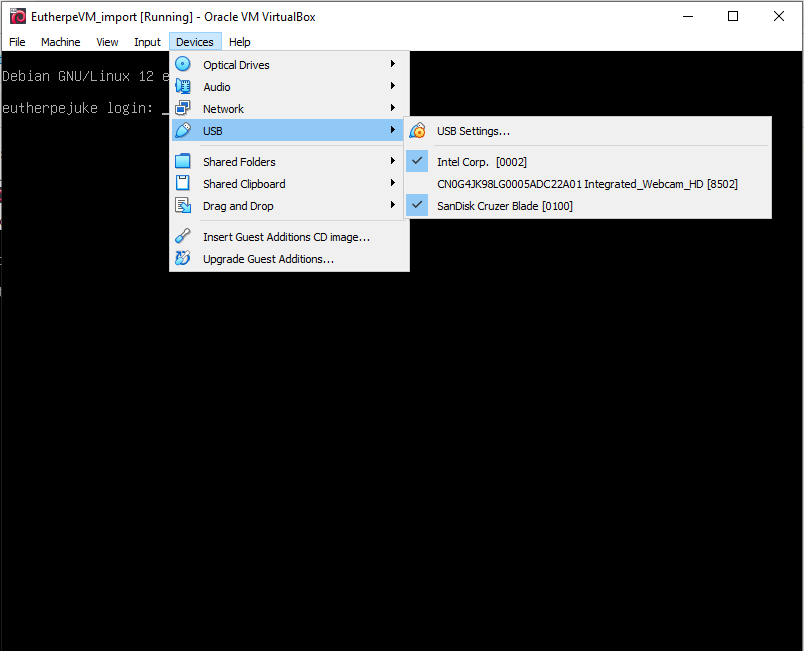 EutherpeVM_import [Running] - Oracle VM VirtualBox
File Machine View Input Devices Help
Debian GNU/Linux 12 e
eutherpejuke login: _
Optical Drives
Audio
Network
USB
Shared Folders
Shared Clipboard
Drag and Drop
Insert Guest Additions CD image...
Upgrade Guest Additions...
USB Settings...
Intel Corp. [0002]
CN0G4JK98LG0005ADC22A01 Integrated_Webcam_HD [8502]
SanDisk Cruzer Blade [0100]